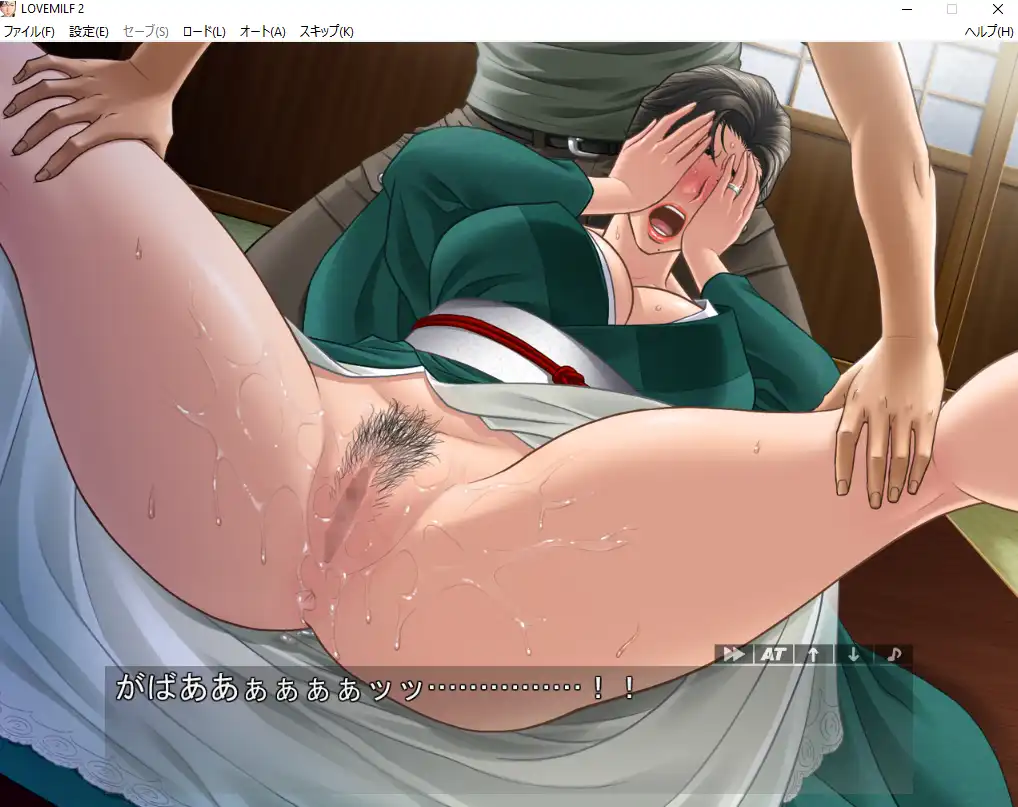 LOVEMILF 2
ファイル(F) 設定(E) セーブ(S) ロード(L) オート(A) スキップ(K) ヘルプ(H)
AT
がばああぁぁぁぁッッ……………！！